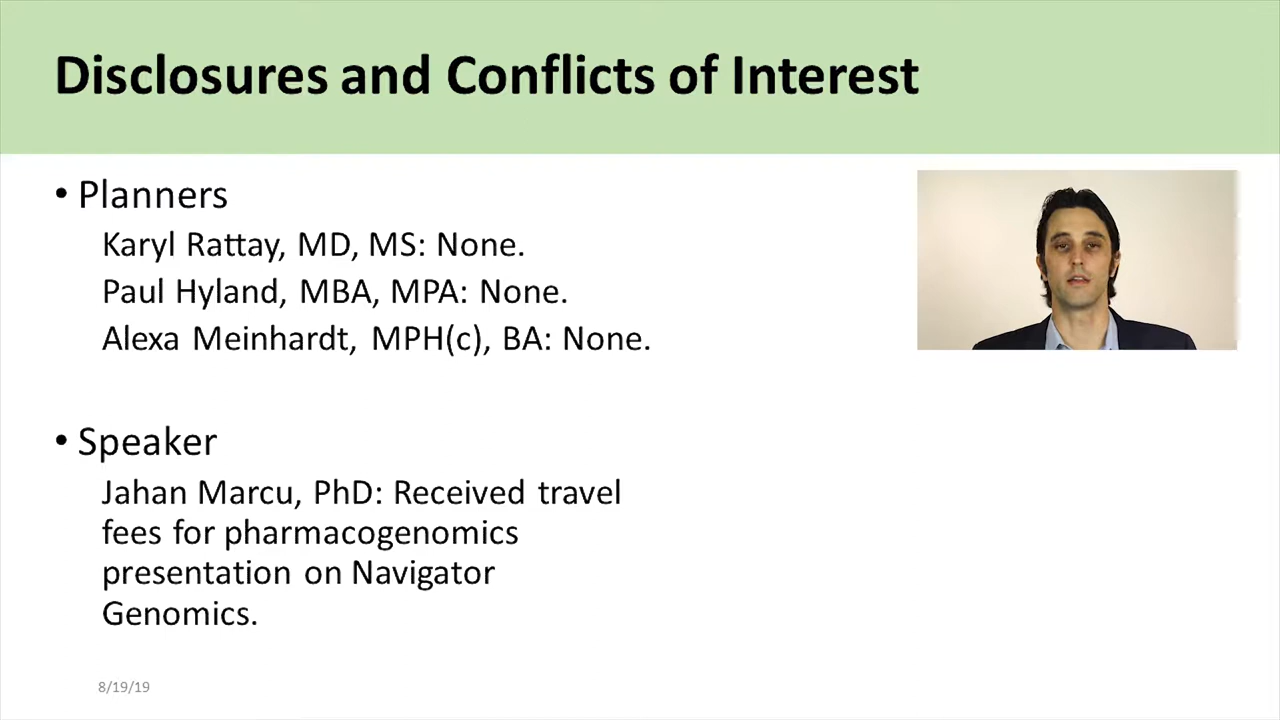 Disclosures and Conflicts of Interest
• Planners
Karyl Rattay, MD, MS: None.
Paul Hyland, MBA, MPA: None.
Alexa Meinhardt, MPH(c), BA: None.
• Speaker
Jahan Marcu, PhD: Received travel
fees for pharmacogenomics
presentation on Navigator
Genomics.
8/19/19